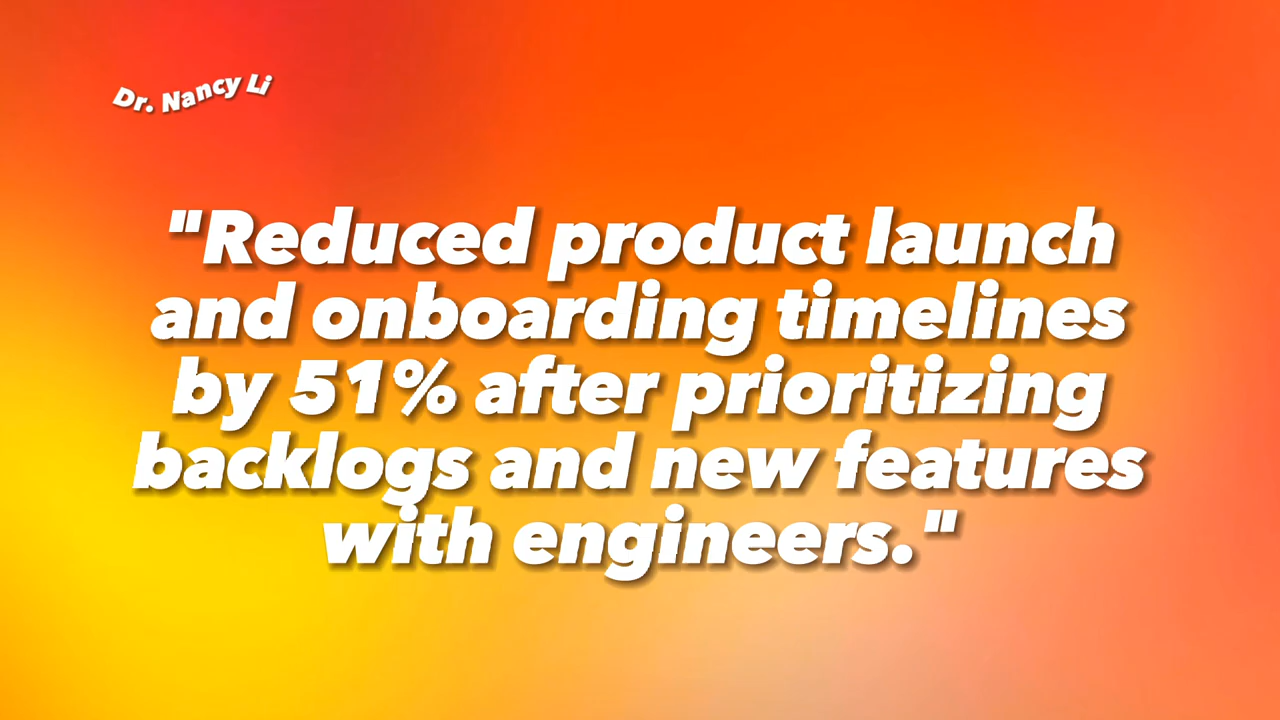 Dr. Nancy Li
"Reduced product launch
and onboarding timelines
by 51% after prioritizing
backlogs and new features
with engineers."